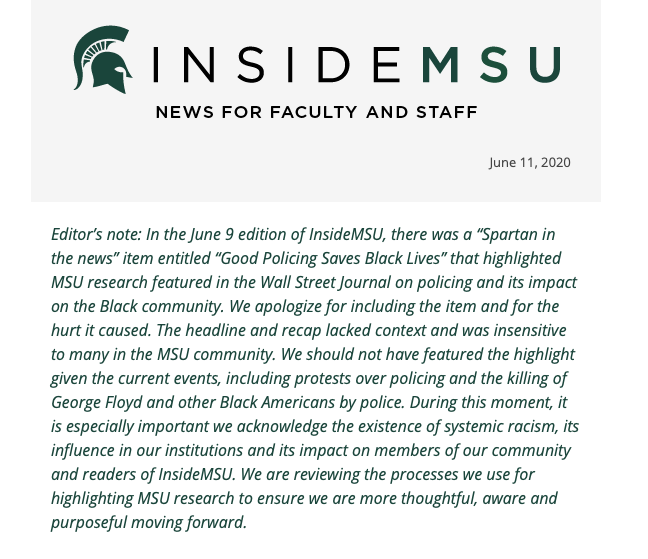 INSIDEMSU
NEWS FOR FACULTY AND STAFF
June 11, 2020
Editor’s note: In the June 9 edition of InsideMSU, there was a “Spartan in
the news” item entitled “Good Policing Saves Black Lives” that highlighted
MSU research featured in the Wall Street Journal on policing and its impact
on the Black community. We apologize for including the item and for the
hurt it caused. The headline and recap lacked context and was insensitive
to many in the MSU community. We should not have featured the highlight
given the current events, including protests over policing and the killing of
George Floyd and other Black Americans by police. During this moment, it
is especially important we acknowledge the existence of systemic racism, its
influence in our institutions and its impact on members of our community
and readers of InsideMSU. We are reviewing the processes we use for
highlighting MSU research to ensure we are more thoughtful, aware and
purposeful moving forward.